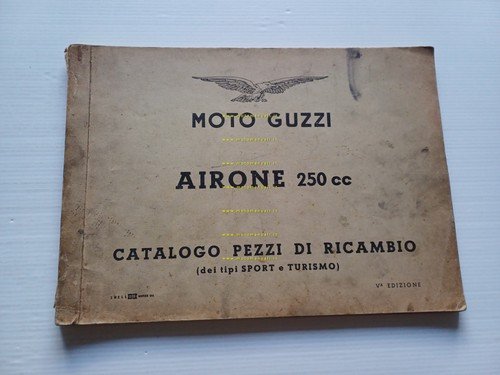 MOTO GUZZI
AIRONE 250 cc
CATALOGO PEZZI DI RICAMBIO
(dei tipi SPORT e TURISMO)
Vª EDIZIONE